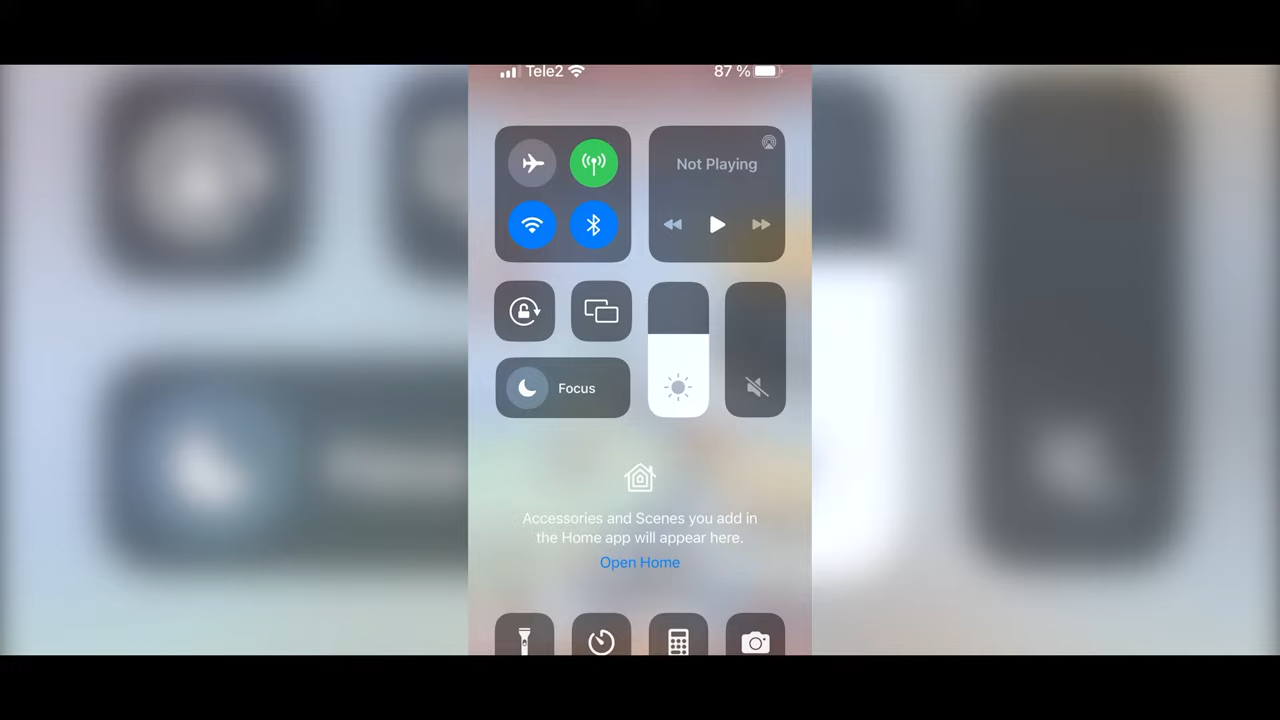 Tele2
87 %
Not Playing
Focus
Accessories and Scenes you add in
the Home app will appear here.
Open Home